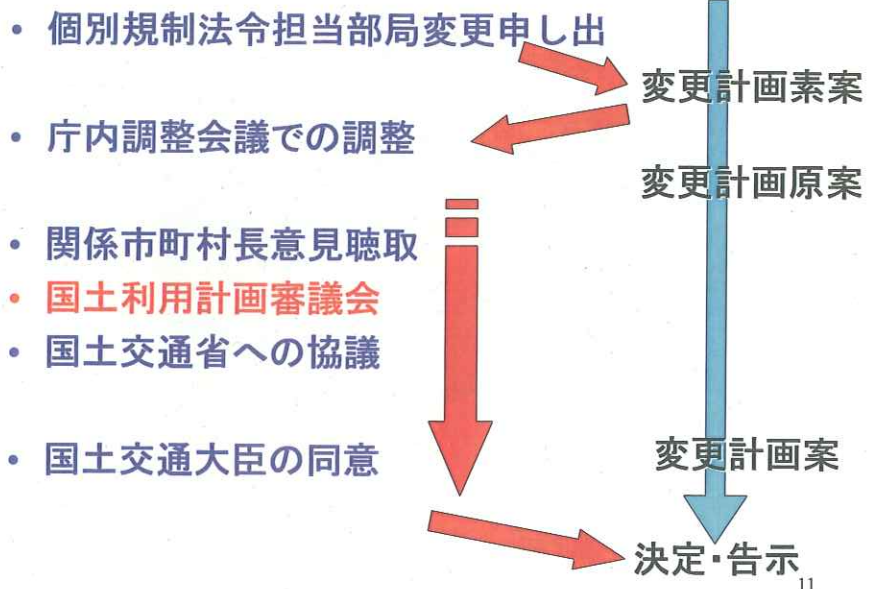 • 個別規制法令担当部局変更申し出
変更計画素案
• 庁内調整会議での調整
変更計画原案
• 関係市町村長意見聴取
• 国土利用計画審議会
• 国土交通省への協議
• 国土交通大臣の同意
変更計画案
決定・告示
11